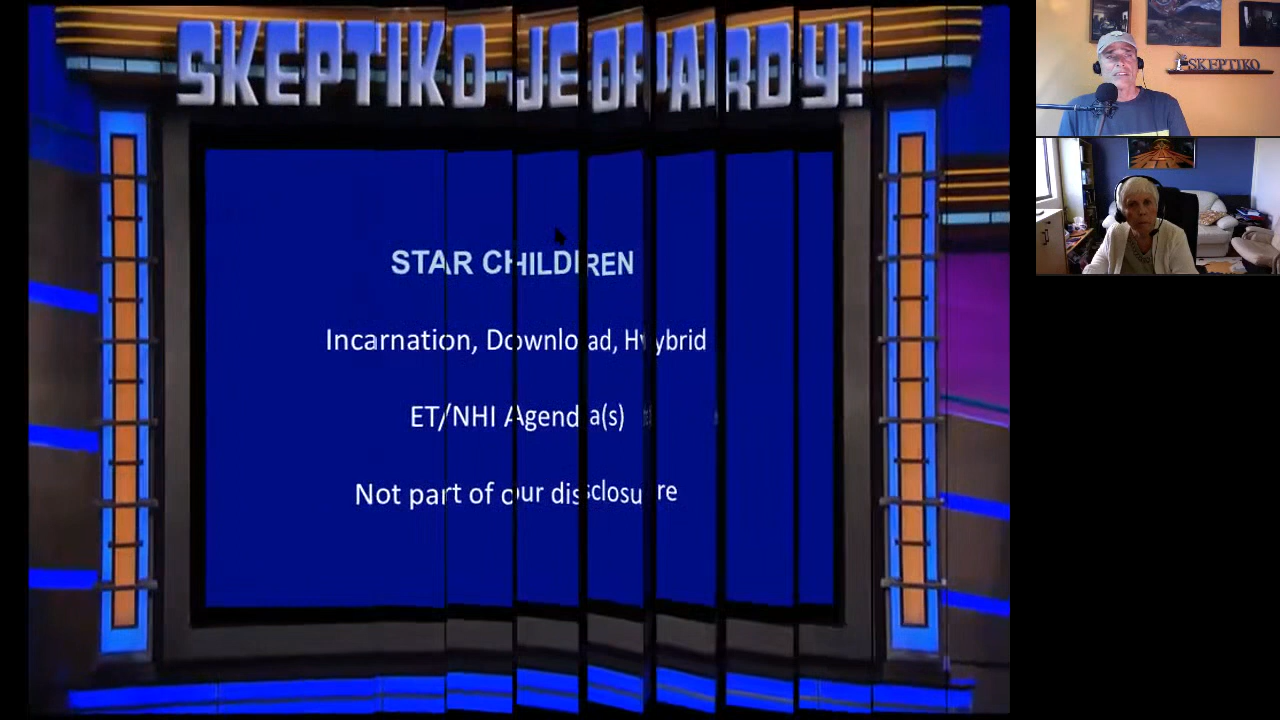 SKEPTIKO JEOPARDY!
SKEPTIKO
STAR CHILDREN
Incarnation, Download, Hybrid
ET/NHI Agenda(s)
Not part of our disclosure